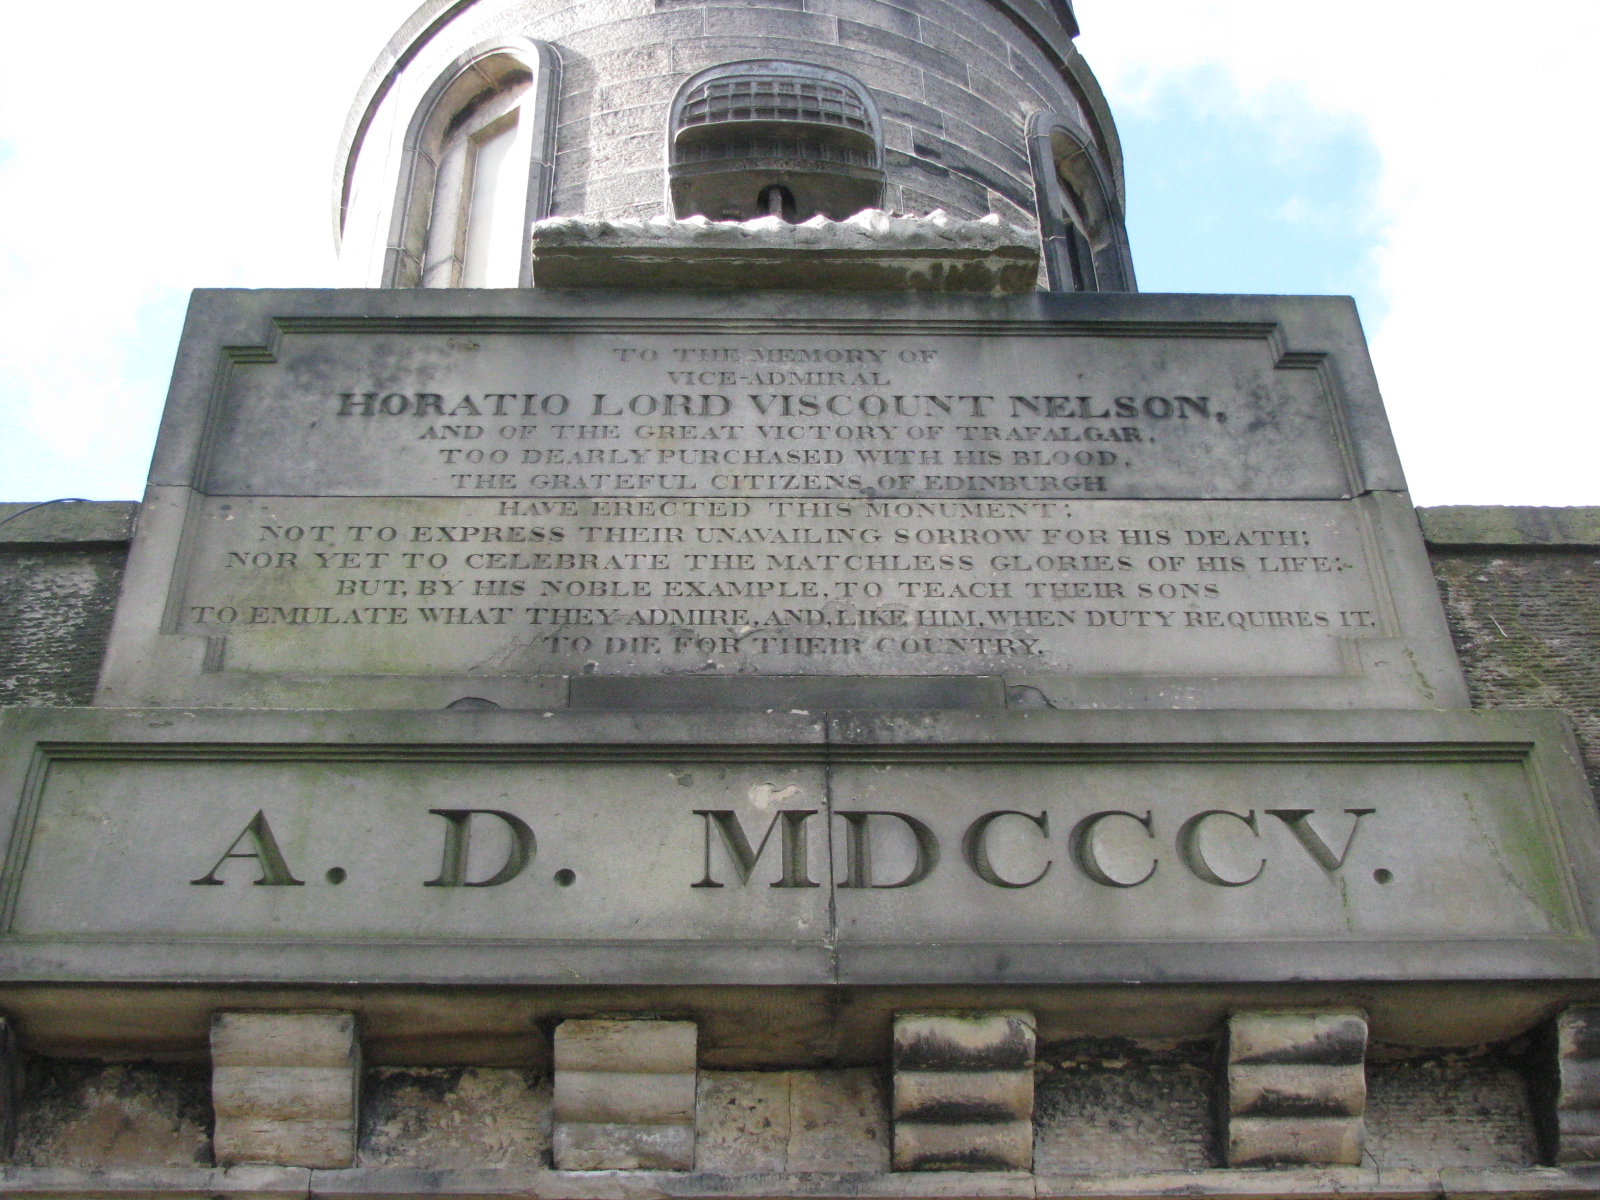 TO THE MEMORY OF
VICE-ADMIRAL
HORATIO LORD VISCOUNT NELSON,
AND OF THE GREAT VICTORY OF TRAFALGAR,
TOO DEARLY PURCHASED WITH HIS BLOOD,
THE GRATEFUL CITIZENS OF EDINBURGH
HAVE ERECTED THIS MONUMENT;
NOT TO EXPRESS THEIR UNAVAILING SORROW FOR HIS DEATH;
NOR YET TO CELEBRATE THE MATCHLESS GLORIES OF HIS LIFE;
BUT, BY HIS NOBLE EXAMPLE, TO TEACH THEIR SONS
TO EMULATE WHAT THEY ADMIRE, AND, LIKE HIM, WHEN DUTY REQUIRES IT,
TO DIE FOR THEIR COUNTRY.
A. D. MDCCCV.